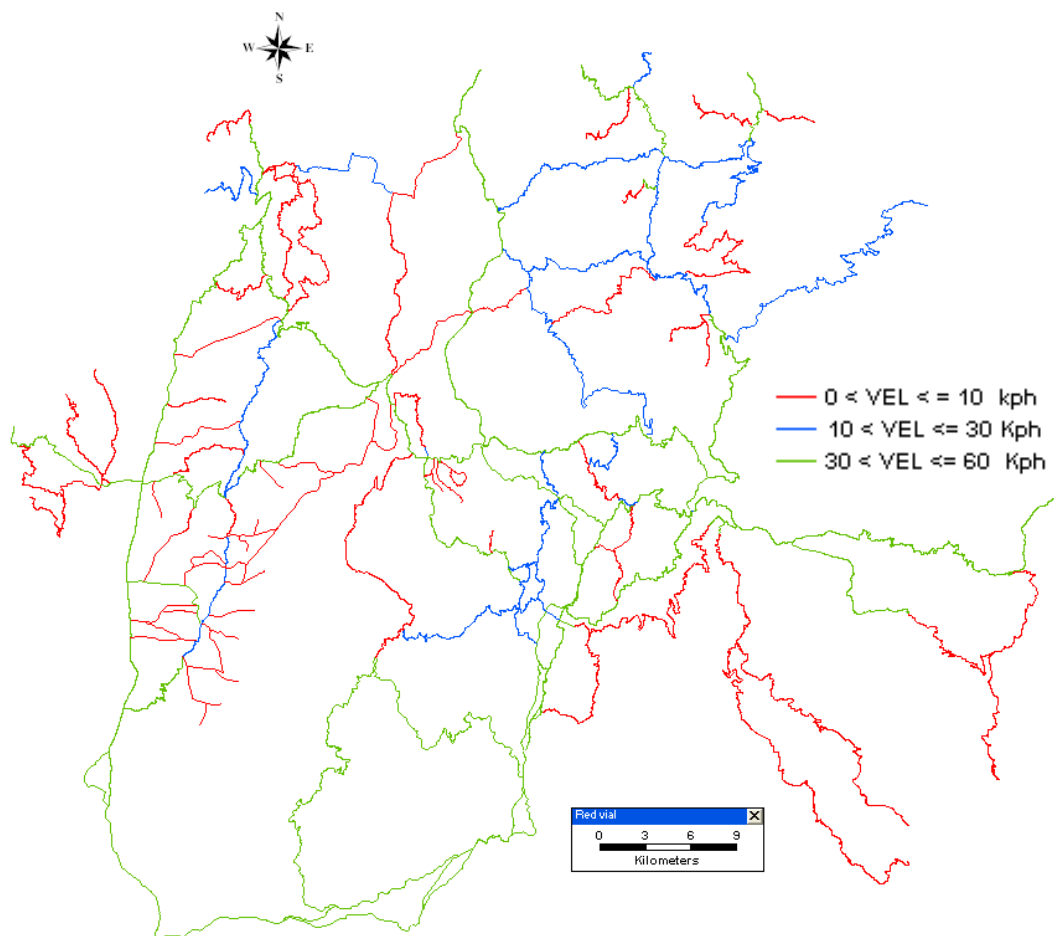 N
W E
S
0 < VEL < = 10 kph
10 < VEL <= 30 Kph
30 < VEL <= 60 Kph
Red vial
0 3 6 9
Kilometers